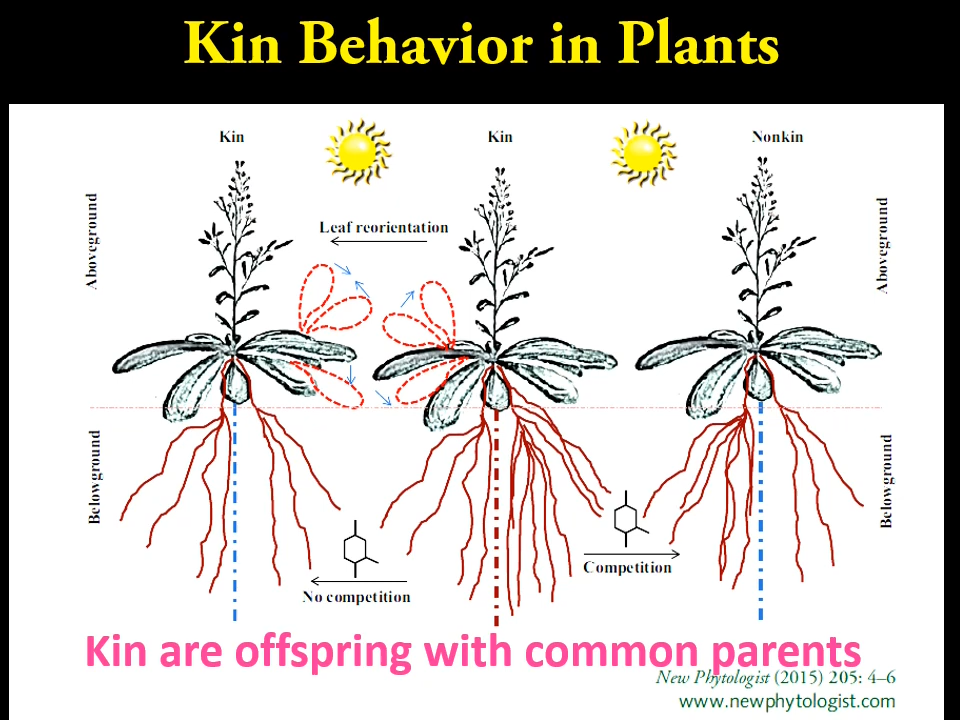 Kin Behavior in Plants
Kin
Kin
Nonkin
Aboveground
Leaf reorientation
Aboveground
Belowground
Belowground
No competition
Competition
Kin are offspring with common parents
New Phytologist (2015) 205: 4–6
www.newphytologist.com